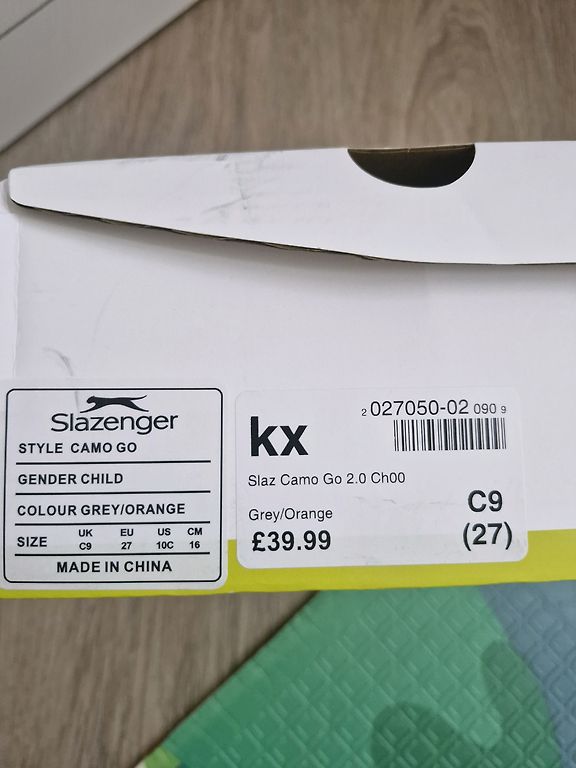 Slazenger
STYLE CAMO GO
GENDER CHILD
COLOUR GREY/ORANGE
SIZE UK EU US CM
C9 27 10C 16
MADE IN CHINA
kx
2 027050-02 090 9
Slaz Camo Go 2.0 Ch00
Grey/Orange
C9
£39.99
(27)